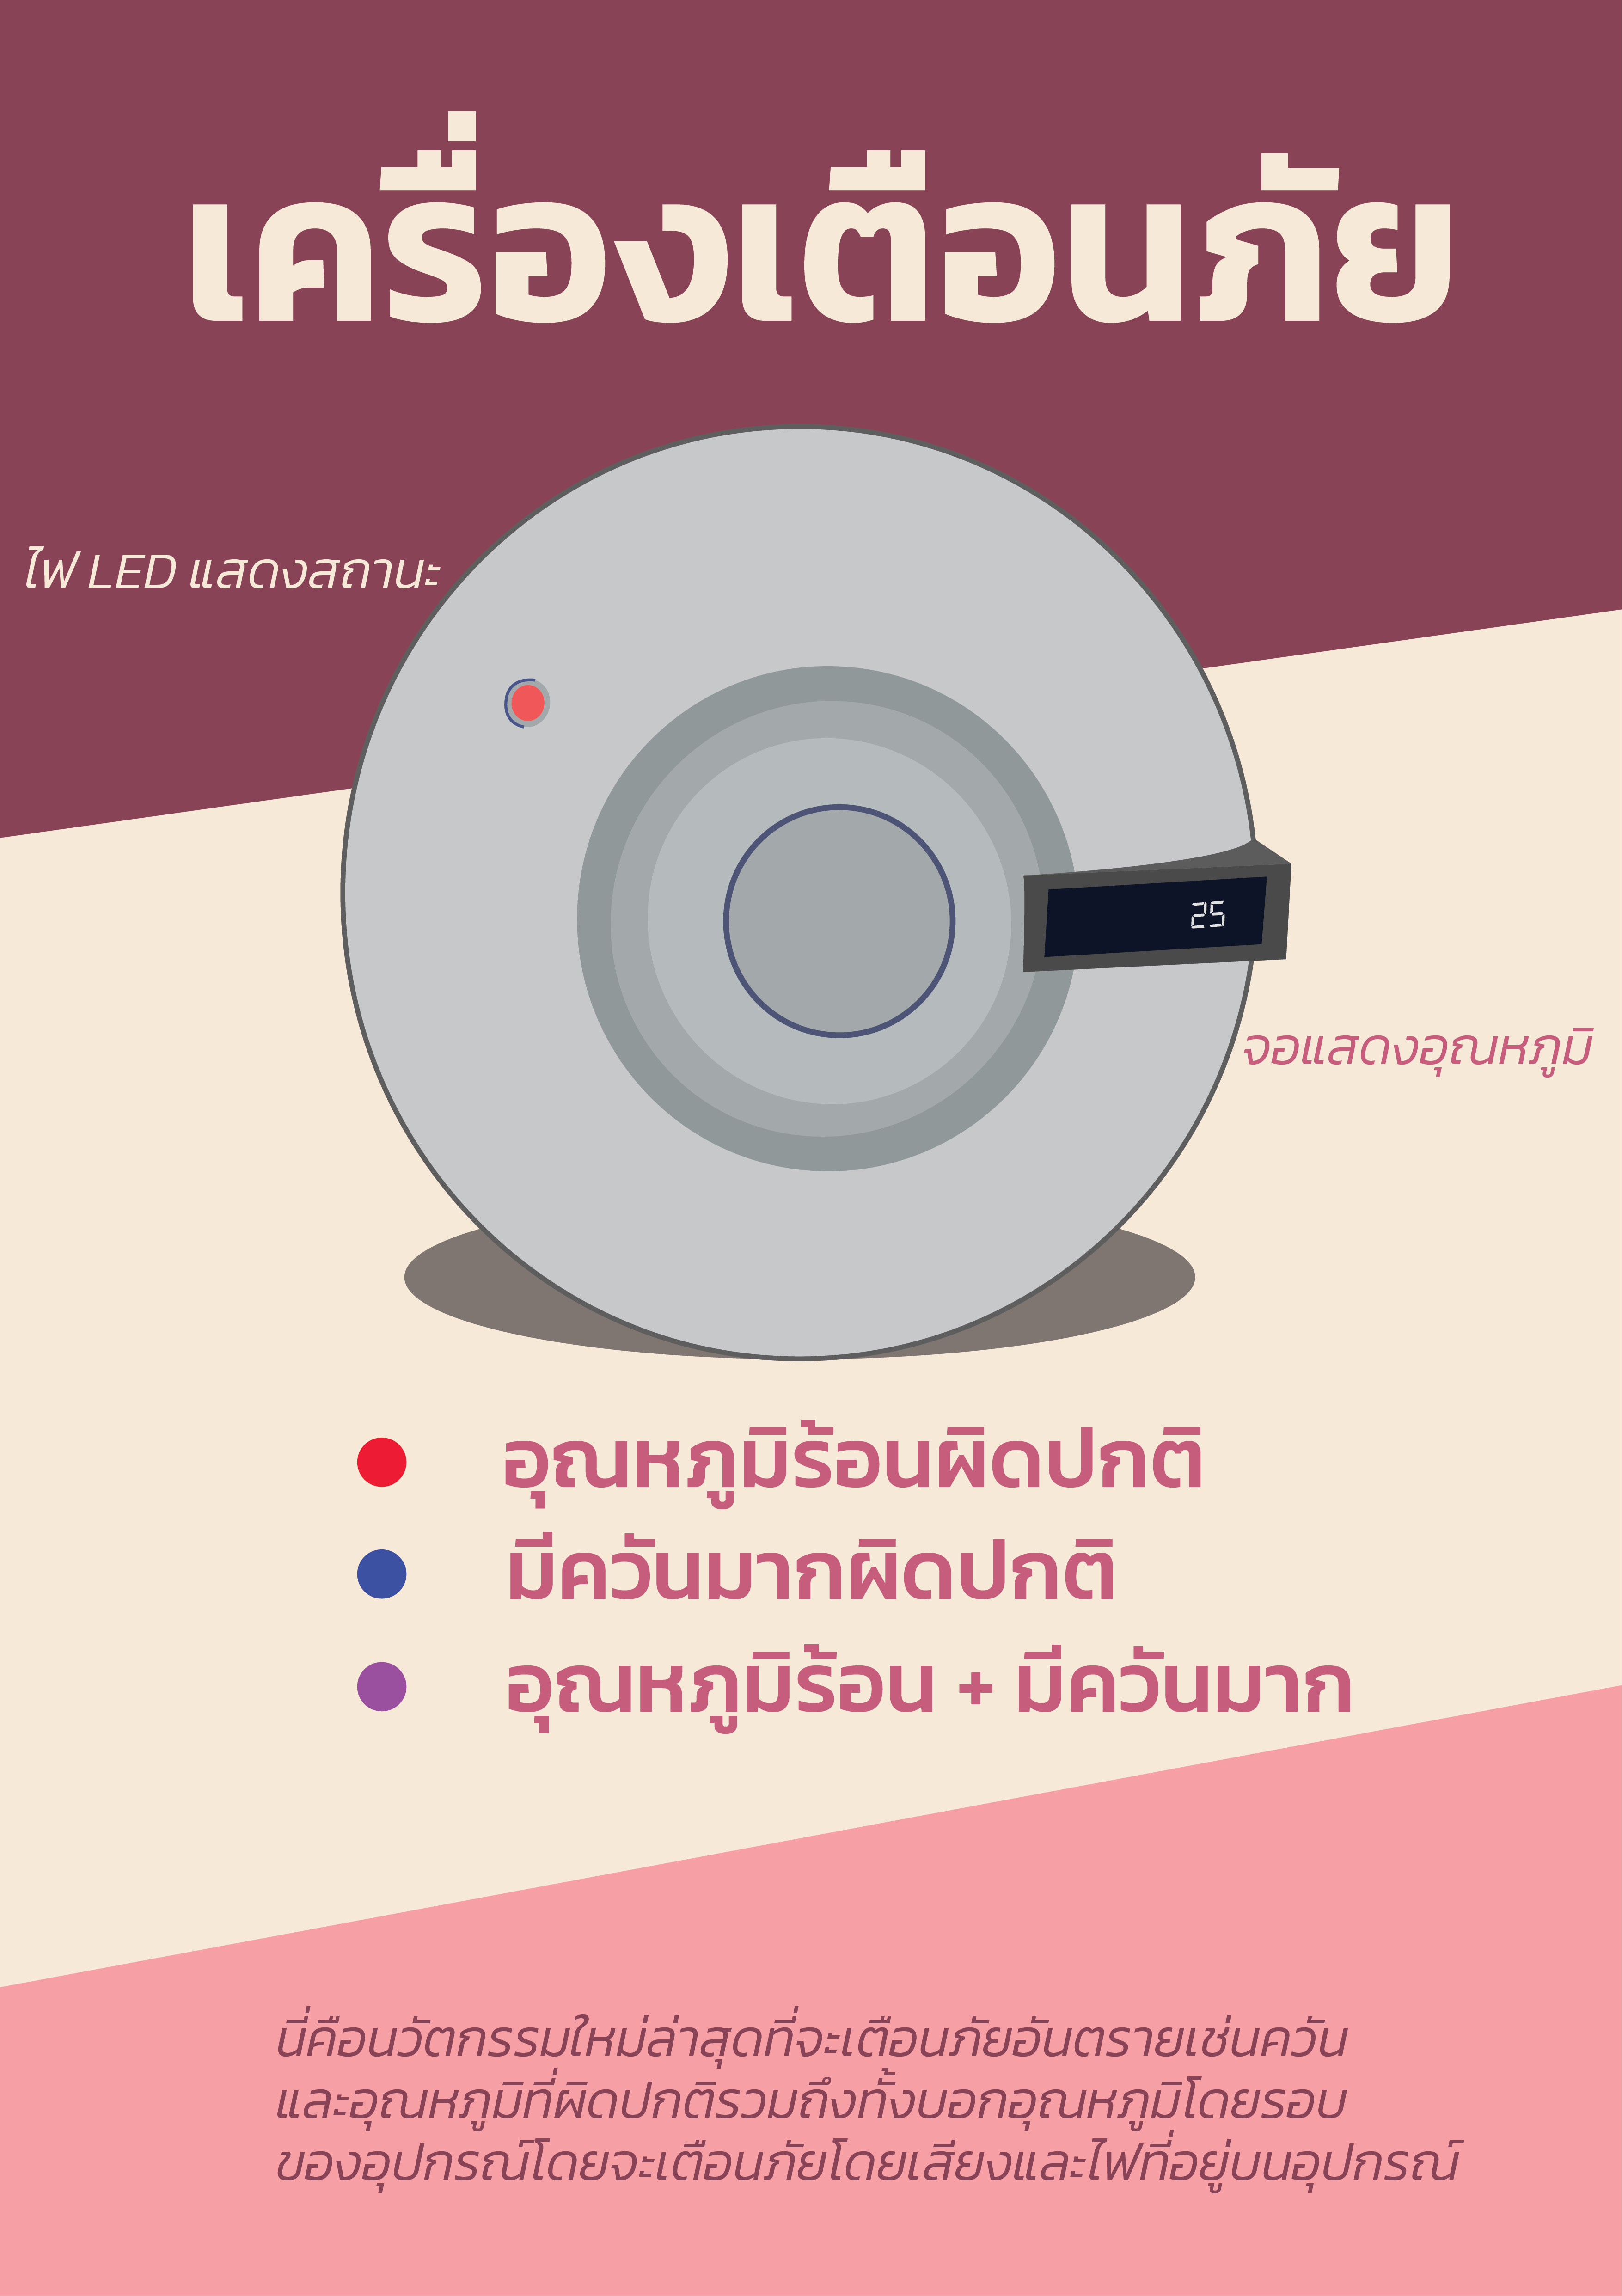 เครื่องเตือนภัย
ไฟ LED แสดงสถานะ
25
จอแสดงอุณหภูมิ
อุณหภูมิร้อนผิดปกติ
มีควันมากผิดปกติ
อุณหภูมิร้อน + มีควันมาก
นี่คือนวัตกรรมใหม่ล่าสุดที่จะเตือนภัยอันตรายเช่นควัน
และอุณหภูมิที่ผิดปกติรวมถึงทั้งบอกอุณหภูมิโดยรอบ
ของอุปกรณ์โดยจะเตือนภัยโดยเสียงและไฟที่อยู่บนอุปกรณ์